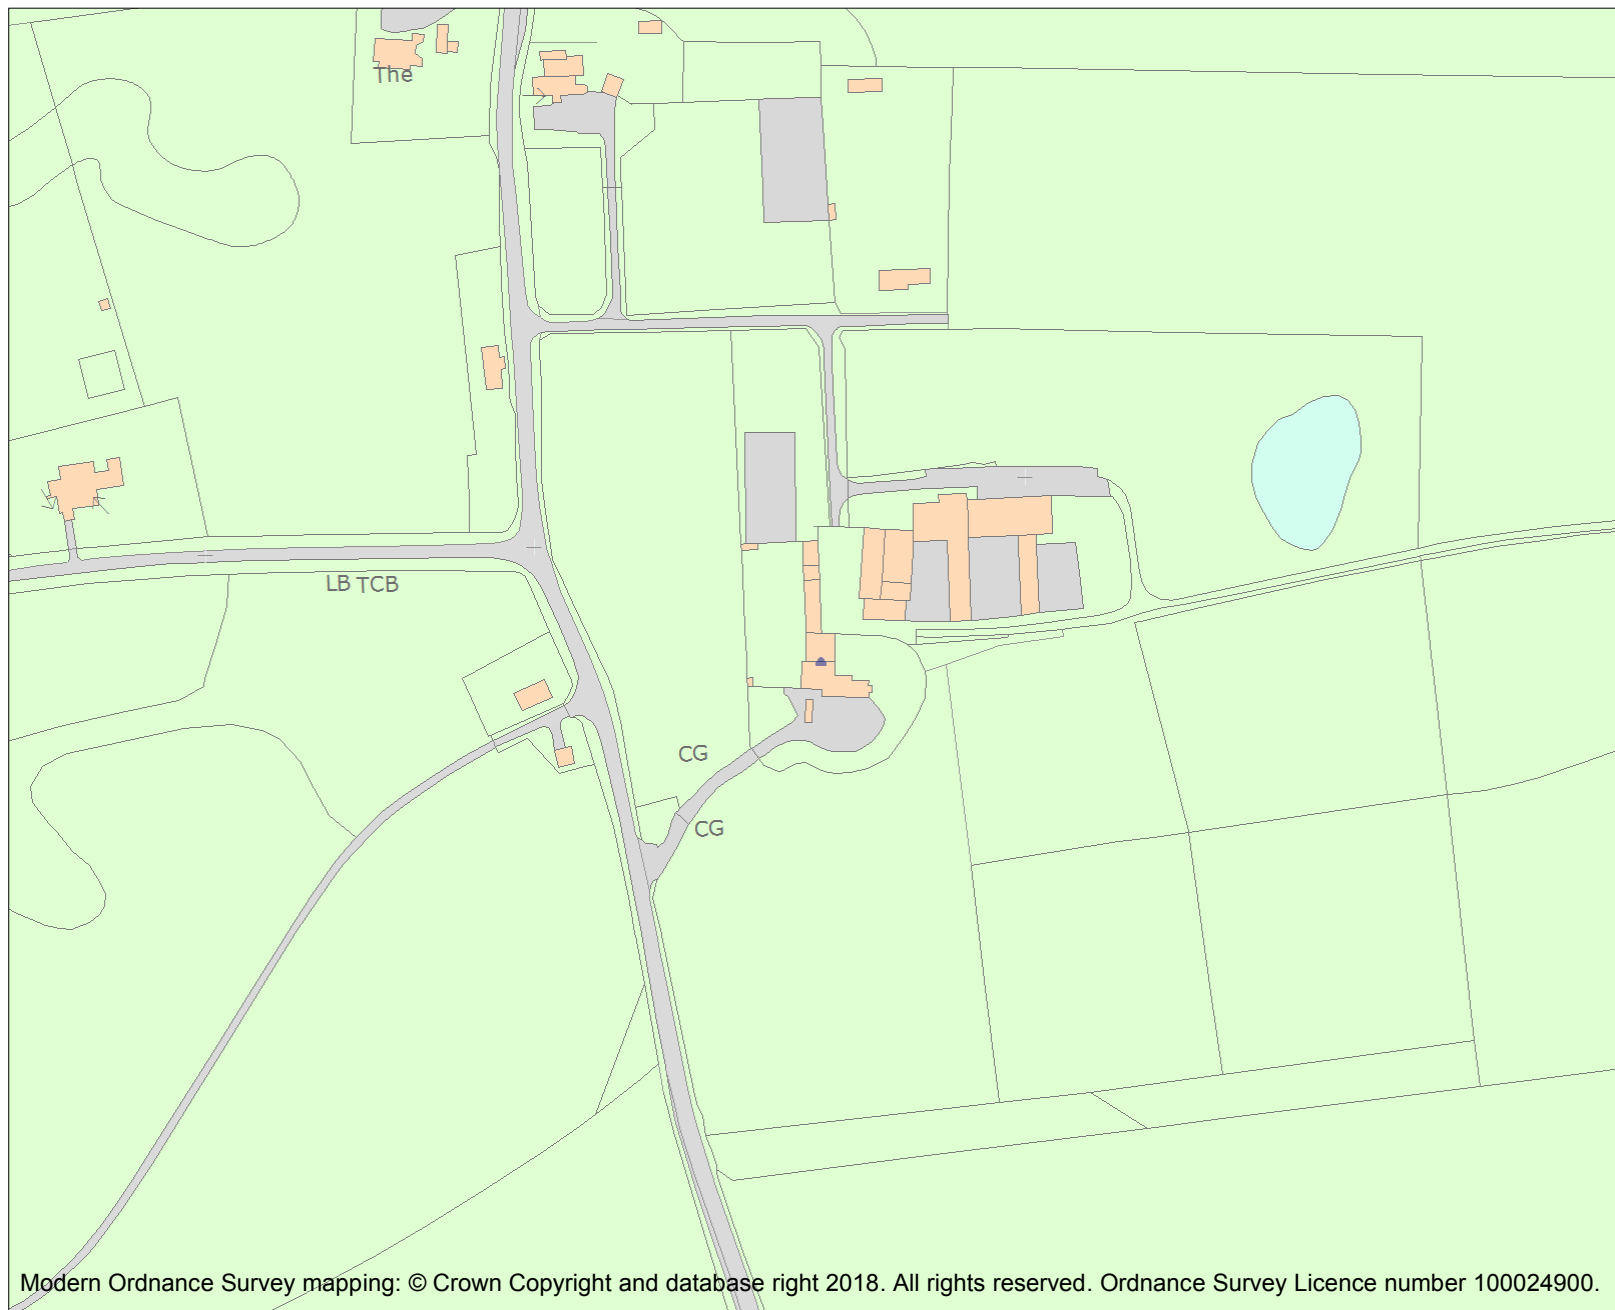 The
LB TCB
CG
CG
Modern Ordnance Survey mapping: © Crown Copyright and database right 2018. All rights reserved. Ordnance Survey Licence number 100024900.